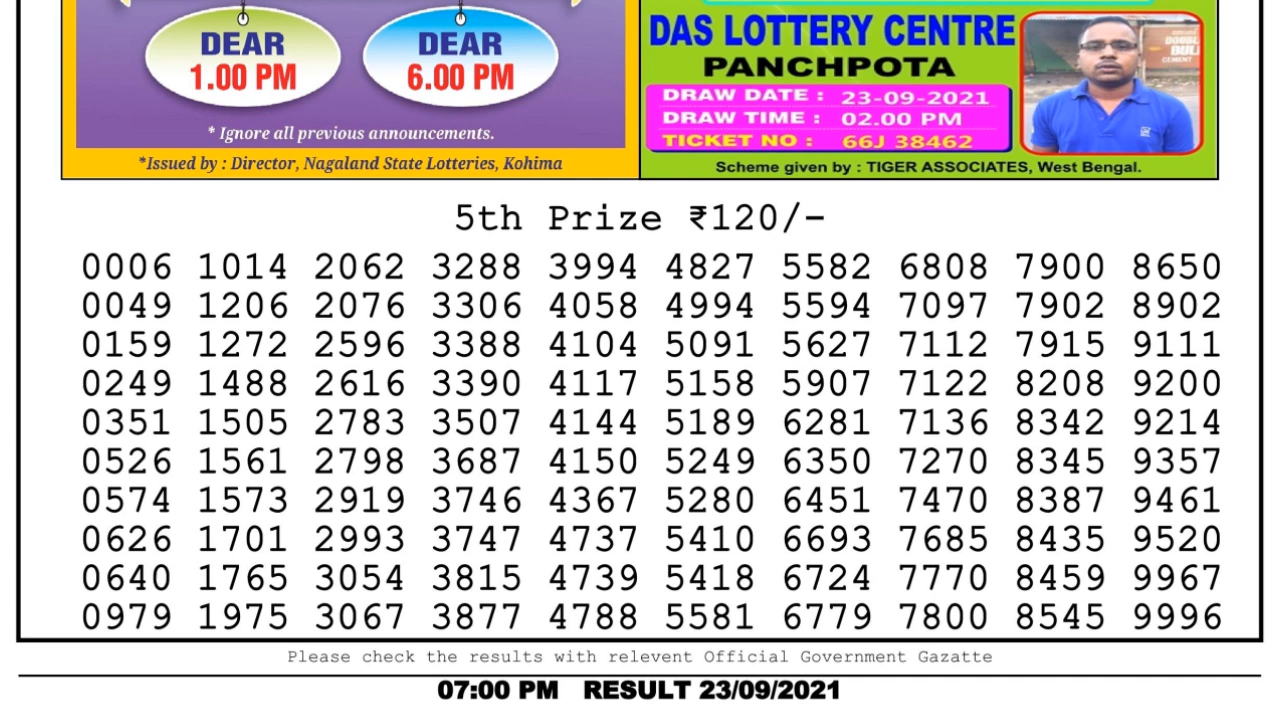 DEAR
1.00 PM
DEAR
6.00 PM
* Ignore all previous announcements.
*Issued by : Director, Nagaland State Lotteries, Kohima
DAS LOTTERY CENTRE
PANCHPOTA
DRAW DATE : 23-09-2021
DRAW TIME : 02.00 PM
TICKET NO : 66J 38462
DOUBL
BULL
CEMENT
Scheme given by : TIGER ASSOCIATES, West Bengal.
5th Prize ₹120/-
0006 1014 2062 3288 3994 4827 5582 6808 7900 8650
0049 1206 2076 3306 4058 4994 5594 7097 7902 8902
0159 1272 2596 3388 4104 5091 5627 7112 7915 9111
0249 1488 2616 3390 4117 5158 5907 7122 8208 9200
0351 1505 2783 3507 4144 5189 6281 7136 8342 9214
0526 1561 2798 3687 4150 5249 6350 7270 8345 9357
0574 1573 2919 3746 4367 5280 6451 7470 8387 9461
0626 1701 2993 3747 4737 5410 6693 7685 8435 9520
0640 1765 3054 3815 4739 5418 6724 7770 8459 9967
0979 1975 3067 3877 4788 5581 6779 7800 8545 9996
Please check the results with relevent Official Government Gazatte
07:00 PM RESULT 23/09/2021